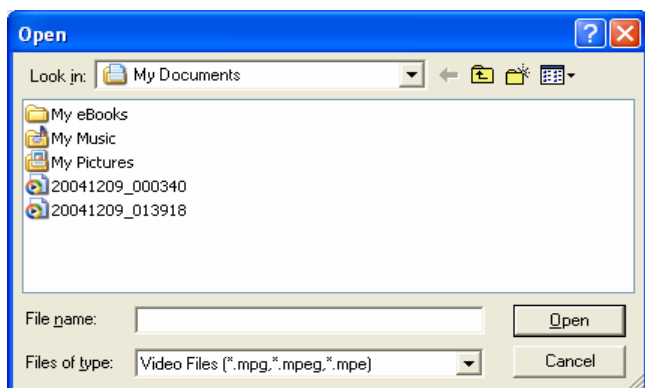 Open
Look in: My Documents
My eBooks
My Music
My Pictures
20041209_000340
20041209_013918
File name: Open
Files of type: Video Files (*.mpg,*.mpeg,*.mpe) Cancel